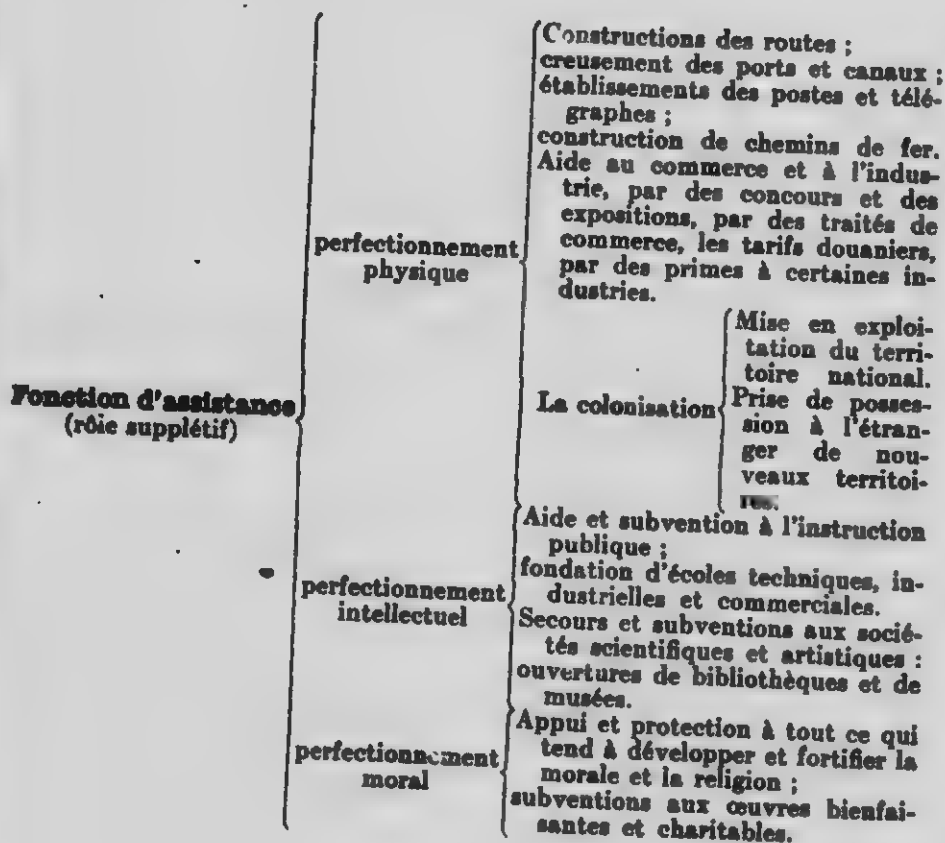 Fonction d'assistance
(rôle supplétif)
perfectionnement
physique
Constructions des routes ;
creusement des ports et canaux ;
établissements des postes et télé-
graphes ;
construction de chemins de fer.
Aide au commerce et à l'indus-
trie, par des concours et des
expositions, par des traités de
commerce, les tarifs douaniers,
par des primes à certaines in-
dustries.
La colonisation
Mise en exploi-
tation du terri-
toire national.
Prise de posses-
sion à l'étran-
ger de nou-
veaux territoi-
res.
perfectionnement
intellectuel
Aide et subvention à l'instruction
publique ;
fondation d'écoles techniques, in-
dustrielles et commerciales.
Secours et subventions aux socié-
tés scientifiques et artistiques :
ouvertures de bibliothèques et de
musées.
perfectionnement
moral
Appui et protection à tout ce qui
tend à développer et fortifier la
morale et la religion ;
subventions aux œuvres bienfai-
santes et charitables.